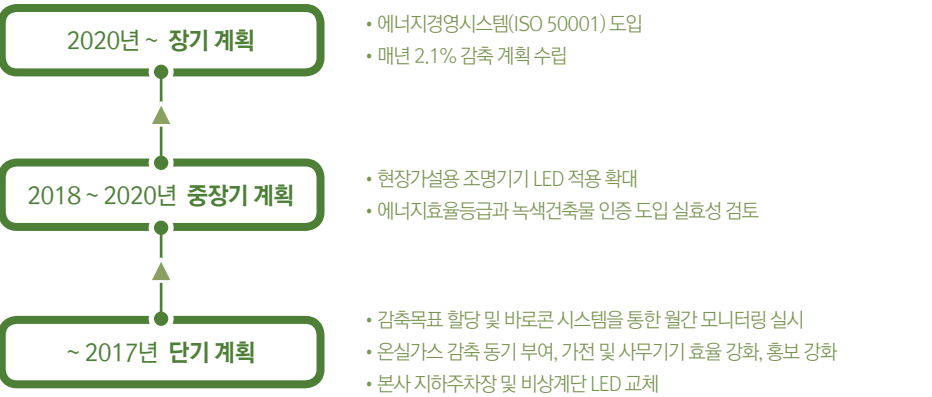 2020년 ~ 장기 계획
• 에너지경영시스템(ISO 50001) 도입
• 매년 2.1% 감축 계획 수립
2018 ~ 2020년 중장기 계획
• 현장가설용 조명기기 LED 적용 확대
• 에너지효율등급과 녹색건축물 인증 도입 실효성 검토
~ 2017년 단기 계획
• 감축목표 할당 및 바로콘 시스템을 통한 월간 모니터링 실시
• 온실가스 감축 동기 부여, 가전 및 사무기기 효율 강화, 홍보 강화
• 본사 지하주차장 및 비상계단 LED 교체